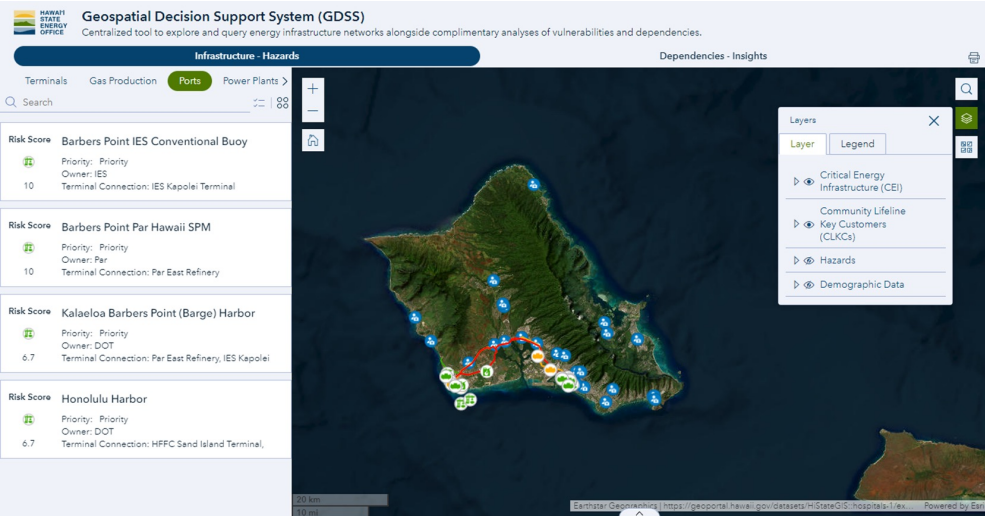 HAWAI'I
STATE
ENERGY
OFFICE
Geospatial Decision Support System (GDSS)
Centralized tool to explore and query energy infrastructure networks alongside complimentary analyses of vulnerabilities and dependencies.
Infrastructure - Hazards
Dependencies - Insights
Terminals Gas Production Ports Power Plants
Search
Risk Score Barbers Point IES Conventional Buoy
Priority: Priority
Owner: IES
10 Terminal Connection: IES Kapolei Terminal
Risk Score Barbers Point Par Hawaii SPM
Priority: Priority
Owner: Par
10 Terminal Connection: Par East Refinery
Risk Score Kalaeloa Barbers Point (Barge) Harbor
Priority: Priority
Owner: DOT
6.7 Terminal Connection: Par East Refinery, IES Kapolei
Risk Score Honolulu Harbor
Priority: Priority
Owner: DOT
6.7 Terminal Connection: HFFC Sand Island Terminal,
Layers
Layer Legend
Critical Energy
Infrastructure (CEI)
Community Lifeline
Key Customers
(CLKCs)
Hazards
Demographic Data
20 km
10 mi
Earthstar Geographics | https://geoportal.hawaii.gov/datasets/HiStateGIS::hospitals-1/ex... Powered by Esri